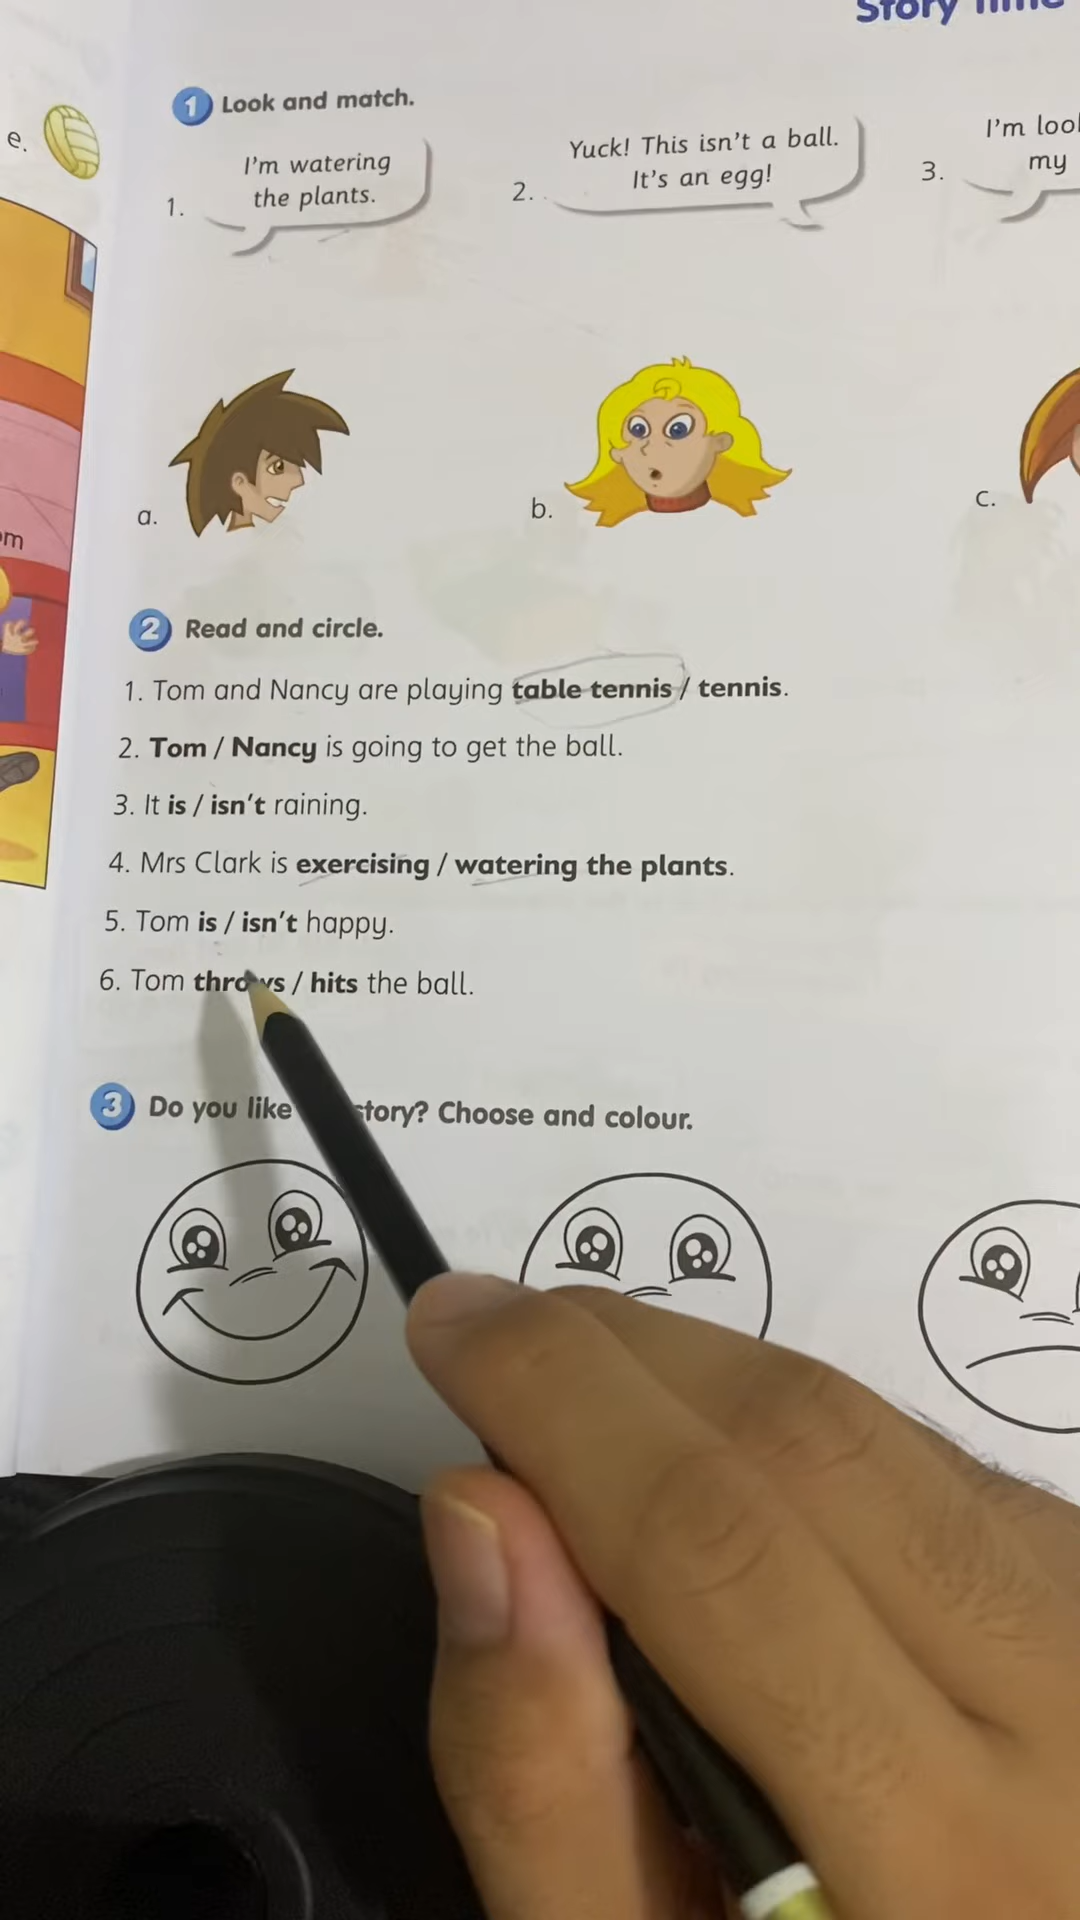 Story Time
1 Look and match.
e.
1. I'm watering
the plants.
2. Yuck! This isn't a ball.
It's an egg!
3. I'm
my
a.
b.
c.
2 Read and circle.
1. Tom and Nancy are playing table tennis / tennis.
2. Tom / Nancy is going to get the ball.
3. It is / isn't raining.
4. Mrs Clark is exercising / watering the plants.
5. Tom is / isn't happy.
6. Tom throws / hits the ball.
3 Do you like story? Choose and colour.